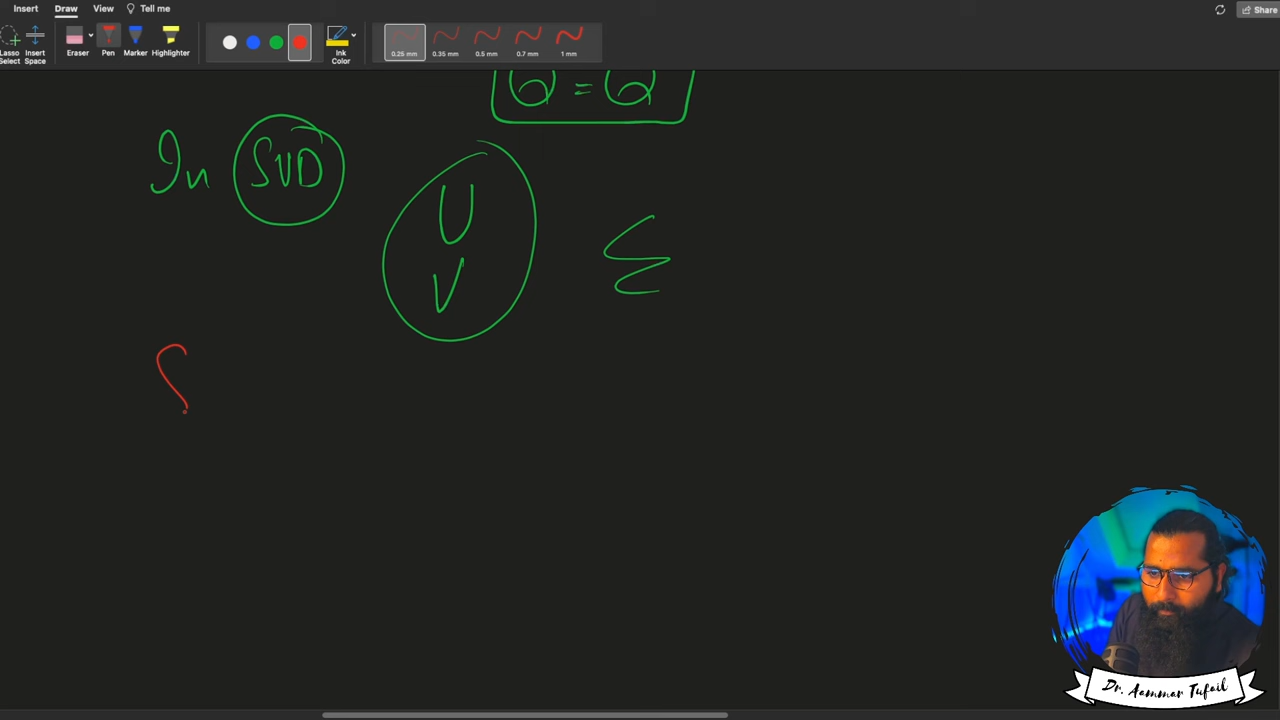 Insert Draw View Tell me Share
Lasso Select Insert Space Eraser Pen Marker Highlighter Ink Color 0.25 mm 0.35 mm 0.5 mm 0.7 mm 1 mm
Q = Q
In SVD
U
V
Σ
Dr. Aammar Tufail